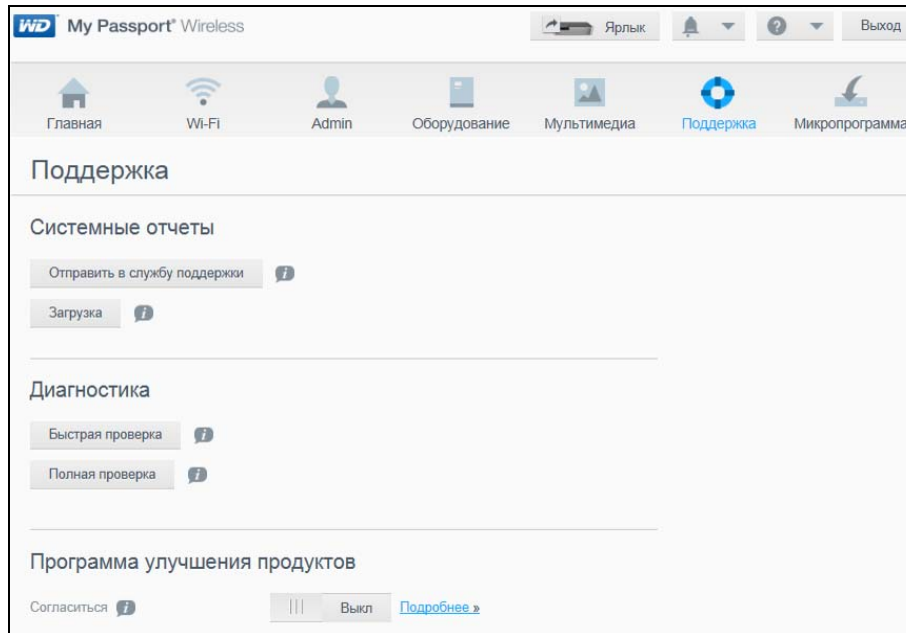 WD My Passport® Wireless
Ярлык
Выход
Главная
Wi-Fi
Admin
Оборудование
Мультимедиа
Поддержка
Микропрограмма
Поддержка
Системные отчеты
Отправить в службу поддержки
Загрузка
Диагностика
Быстрая проверка
Полная проверка
Программа улучшения продуктов
Согласиться
Выкл
Подробнее »